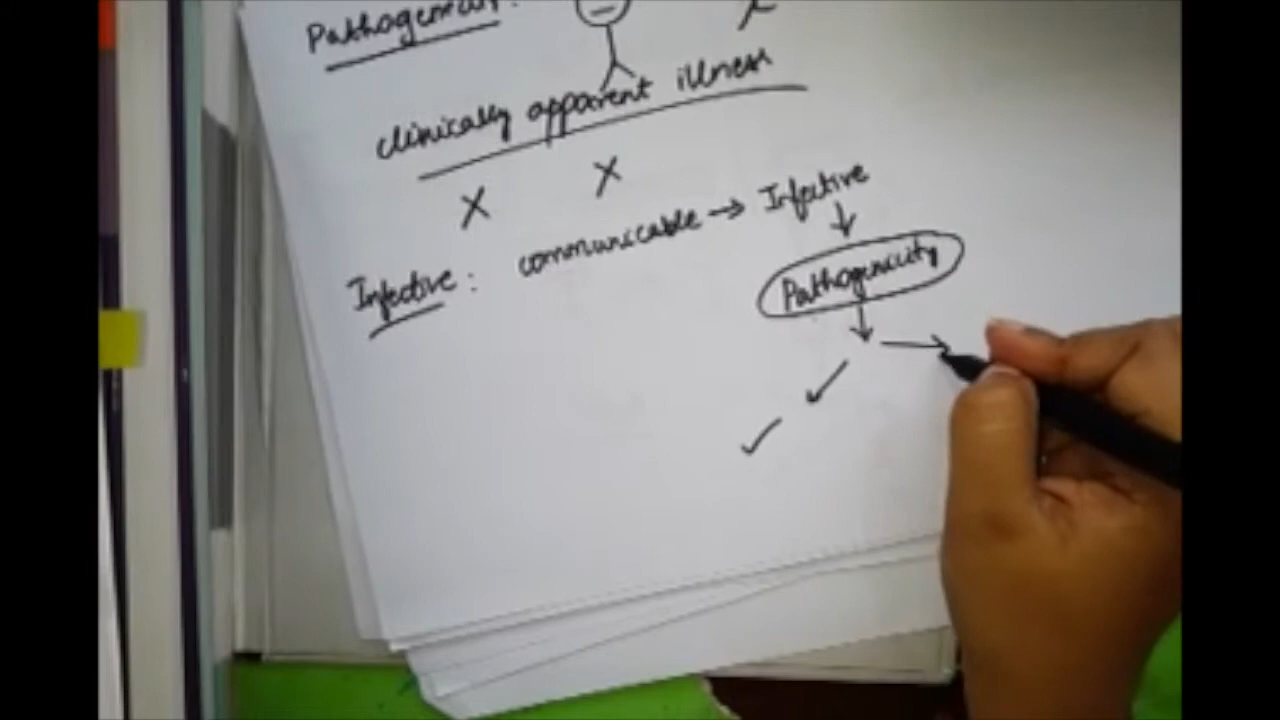 Pathogenicity:
clinically apparent illness
X X
Infective: communicable → Infective
↓
Pathogenicity
↓ →
✓
✓